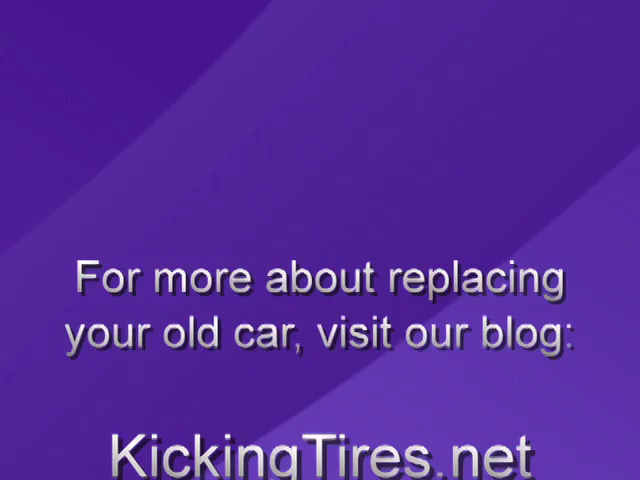 For more about replacing
your old car, visit our blog:
KickingTires.net